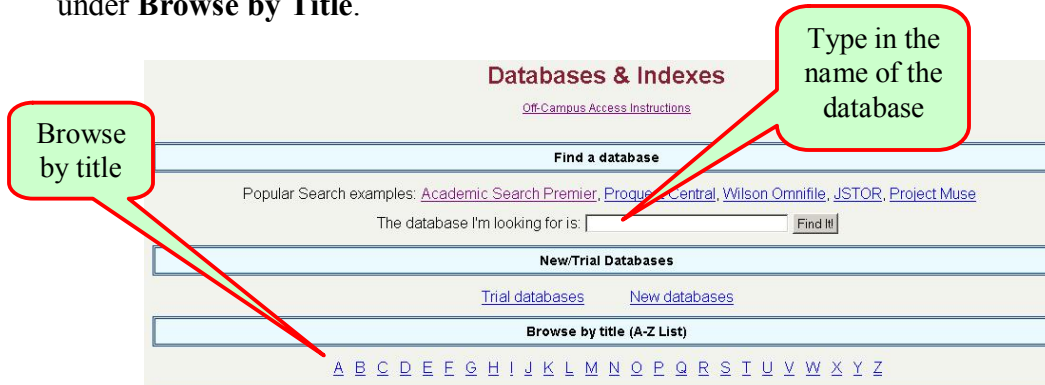 under Browse by Title.
Type in the
name of the
database
Databases & Indexes
Off-Campus Access Instructions
Browse
by title
Find a database
Popular Search examples: Academic Search Premier, Proquest Central, Wilson Omnifile, JSTOR, Project Muse
The database I'm looking for is: Find It!
New/Trial Databases
Trial databases New databases
Browse by title (A-Z List)
A B C D E F G H I J K L M N O P Q R S T U V W X Y Z